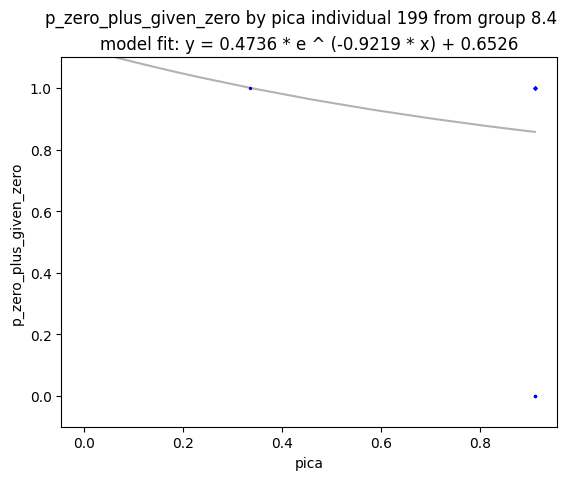 p_zero_plus_given_zero by pica individual 199 from group 8.4
model fit: y = 0.4736 * e ^ (-0.9219 * x) + 0.6526
1.0
0.8
0.6
0.4
0.2
0.0
p_zero_plus_given_zero
0.0 0.2 0.4 0.6 0.8
pica